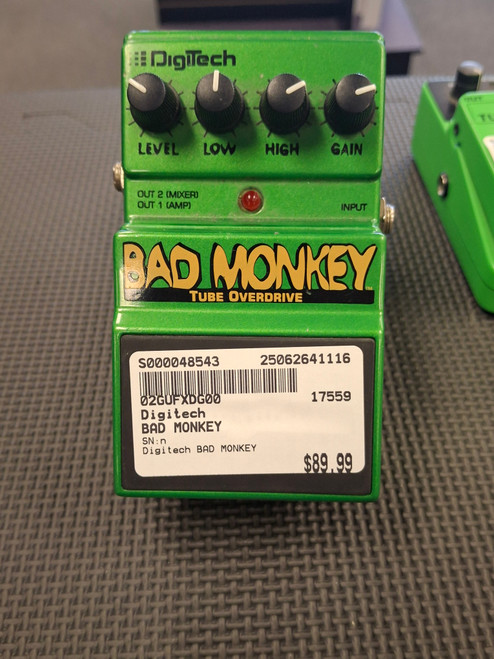 DigiTech
LEVEL LOW HIGH GAIN
OUT 2 (MIXER)
OUT 1 (AMP)
INPUT
BAD MONKEY
TUBE OVERDRIVE
S000048543 25062641116
02GUFXDG00 17559
Digitech
BAD MONKEY
SN:n
Digitech BAD MONKEY
$89.99
OUT